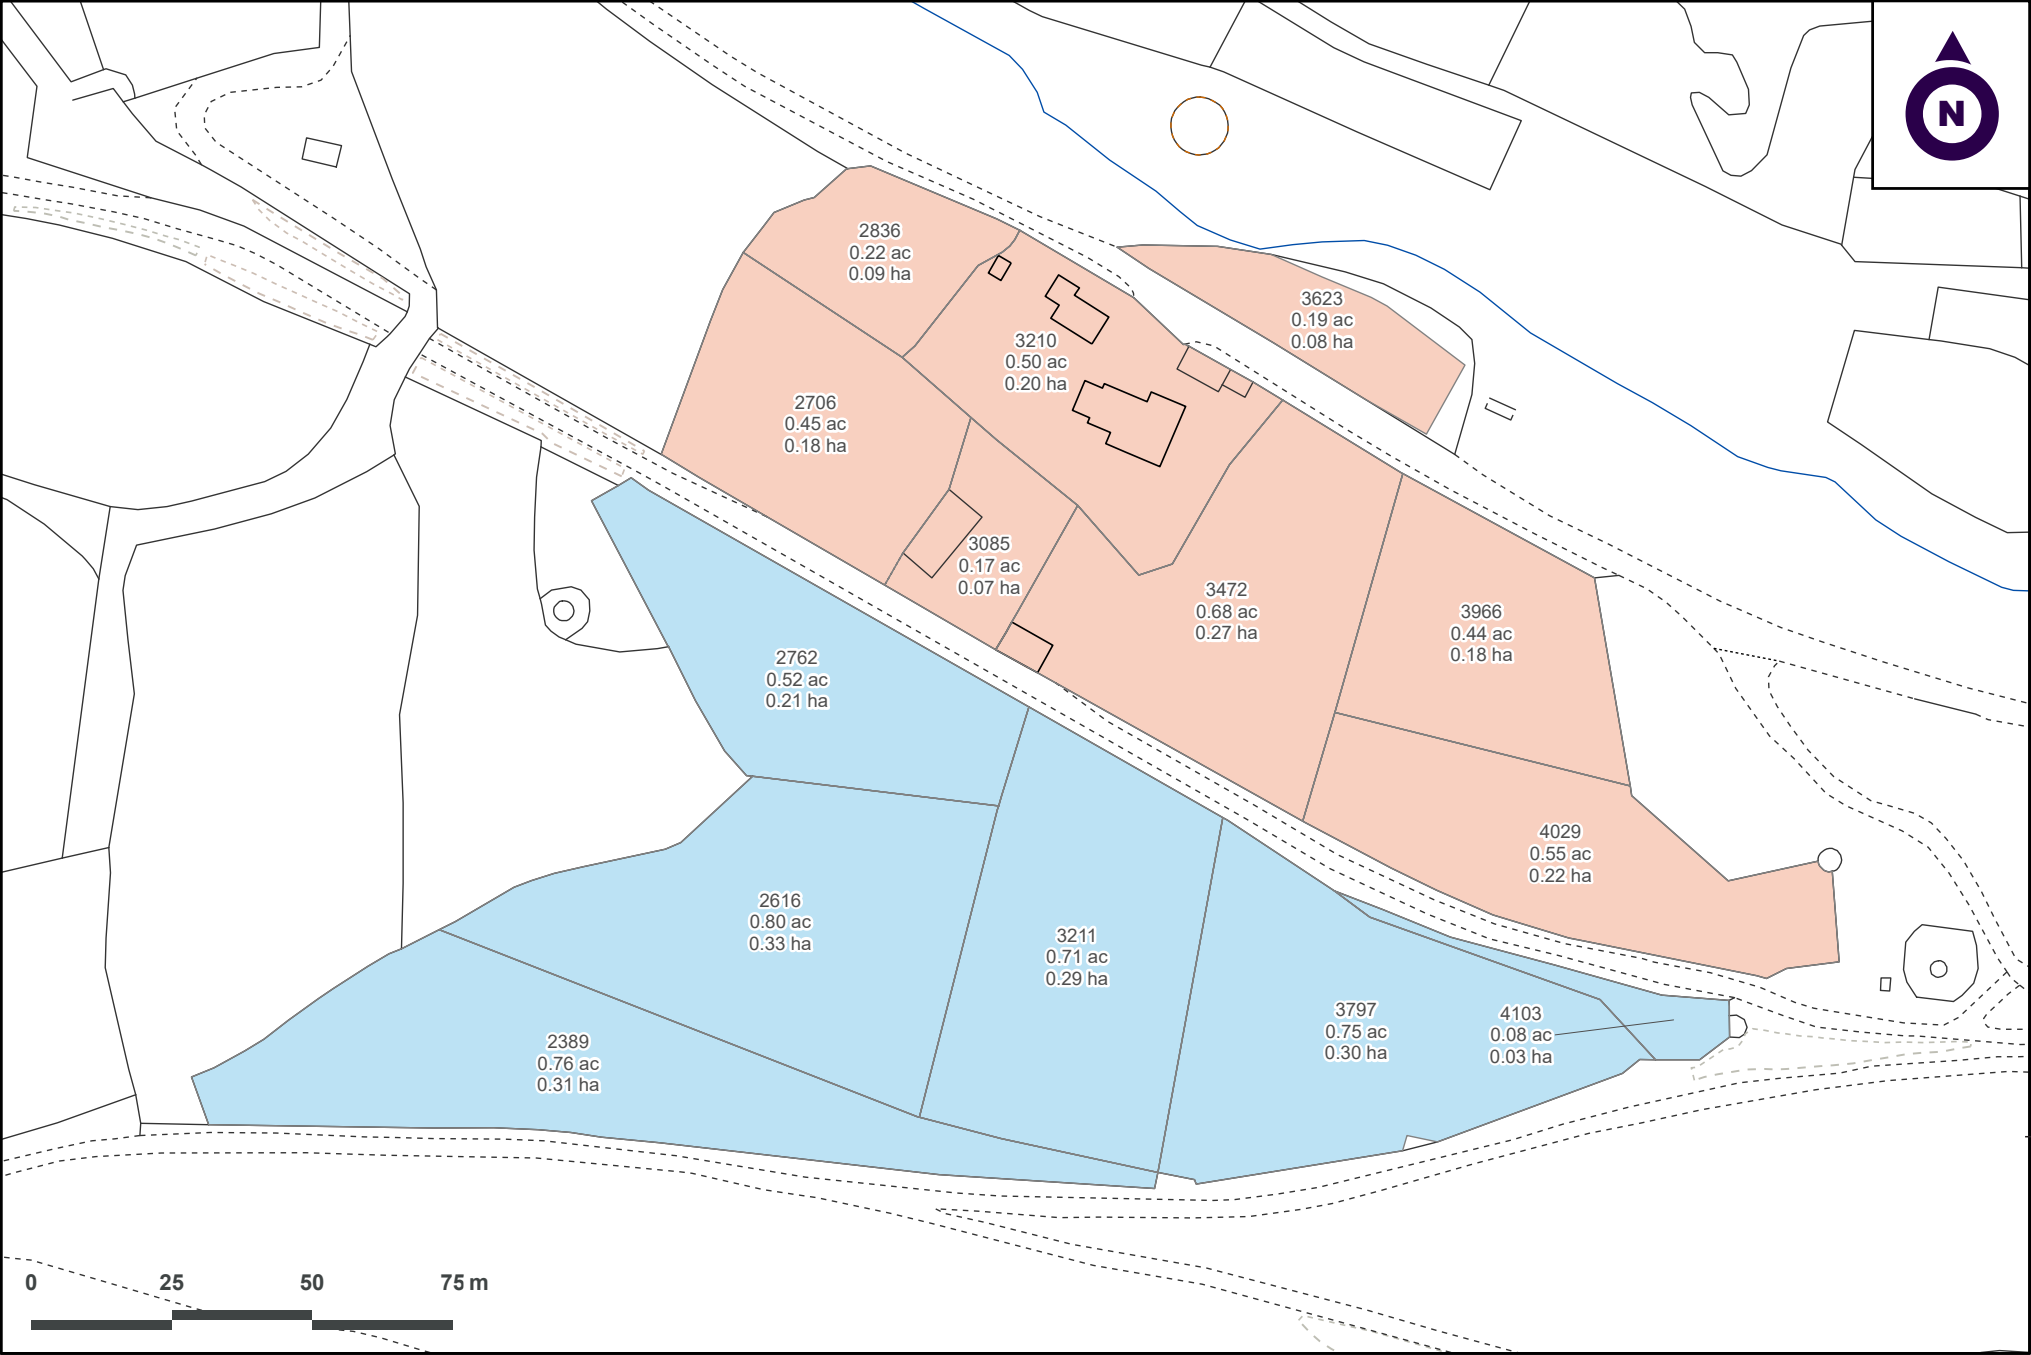 N
2836
0.22 ac
0.09 ha
3623
0.19 ac
0.08 ha
3210
0.50 ac
0.20 ha
2706
0.45 ac
0.18 ha
3085
0.17 ac
0.07 ha
3472
0.68 ac
0.27 ha
3966
0.44 ac
0.18 ha
2762
0.52 ac
0.21 ha
4029
0.55 ac
0.22 ha
2616
0.80 ac
0.33 ha
3211
0.71 ac
0.29 ha
3797
0.75 ac
0.30 ha
4103
0.08 ac
0.03 ha
2389
0.76 ac
0.31 ha
0 25 50 75 m